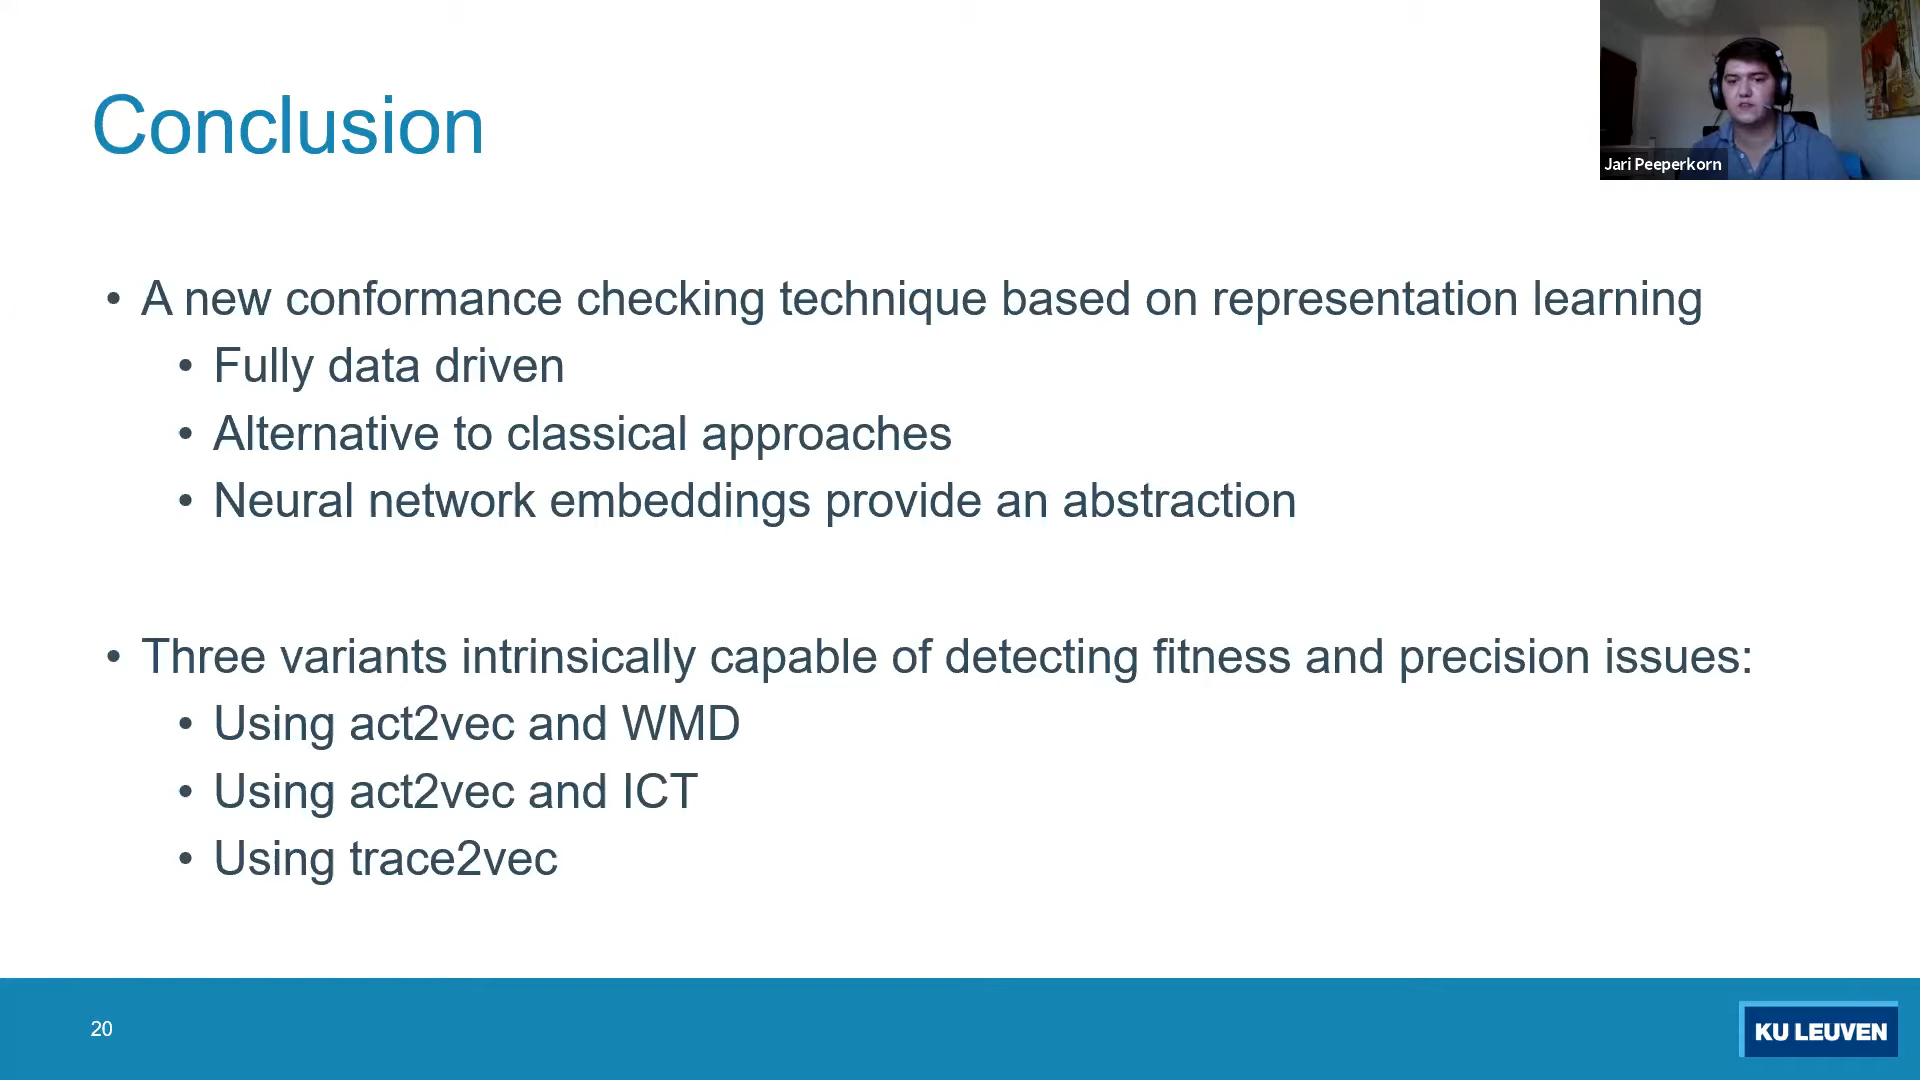 Conclusion
Jari Peeperkorn
• A new conformance checking technique based on representation learning
• Fully data driven
• Alternative to classical approaches
• Neural network embeddings provide an abstraction
• Three variants intrinsically capable of detecting fitness and precision issues:
• Using act2vec and WMD
• Using act2vec and ICT
• Using trace2vec
20
KU LEUVEN